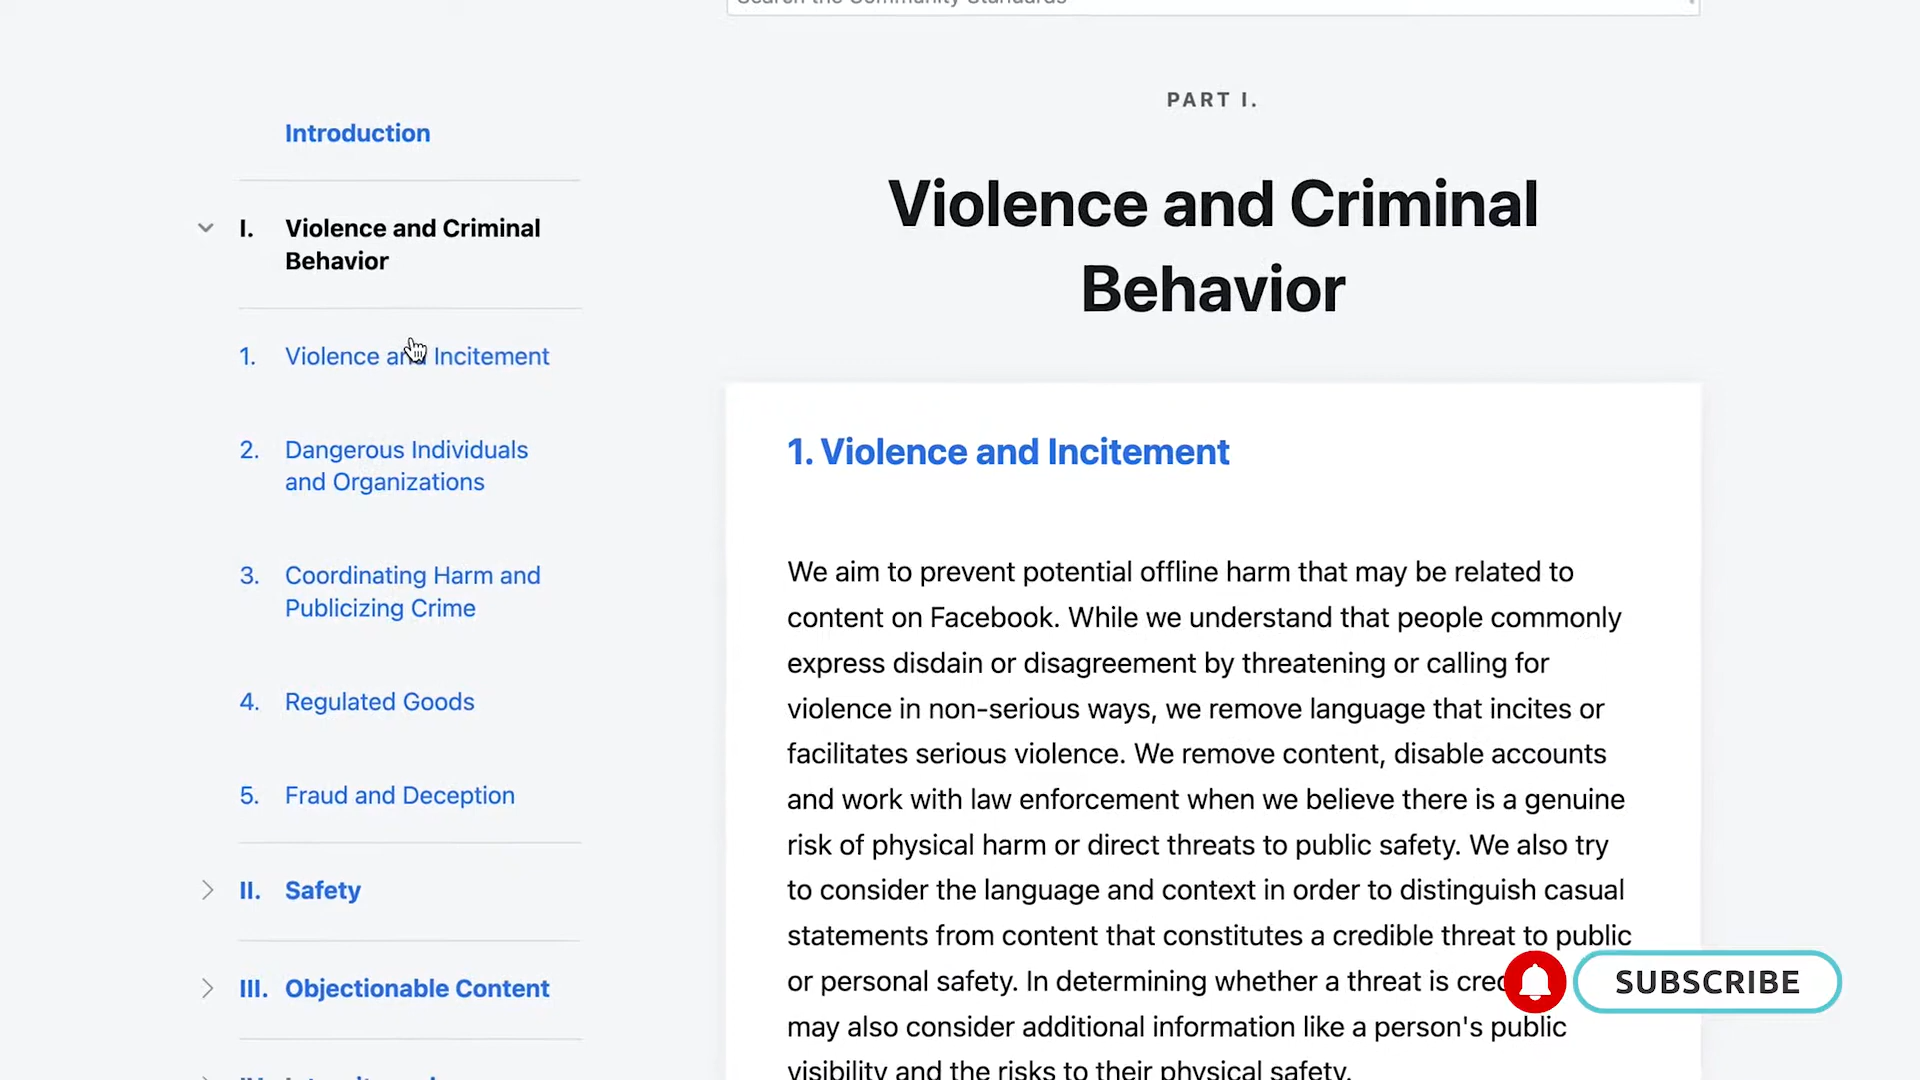 Search the Community Standards
Introduction
I. Violence and Criminal
Behavior
1. Violence and Incitement
2. Dangerous Individuals
and Organizations
3. Coordinating Harm and
Publicizing Crime
4. Regulated Goods
5. Fraud and Deception
II. Safety
III. Objectionable Content
PART I.
Violence and Criminal
Behavior
1. Violence and Incitement
We aim to prevent potential offline harm that may be related to
content on Facebook. While we understand that people commonly
express disdain or disagreement by threatening or calling for
violence in non-serious ways, we remove language that incites or
facilitates serious violence. We remove content, disable accounts
and work with law enforcement when we believe there is a genuine
risk of physical harm or direct threats to public safety. We also try
to consider the language and context in order to distinguish casual
statements from content that constitutes a credible threat to public
or personal safety. In determining whether a threat is cre
may also consider additional information like a person's public
visibility and the risks to their physical safety.
SUBSCRIBE